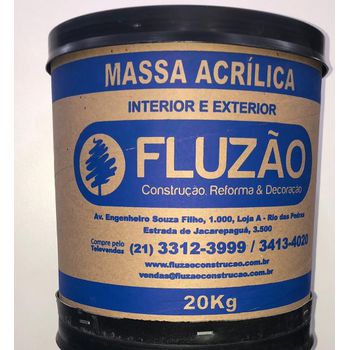 MASSA ACRÍLICA
INTERIOR E EXTERIOR
FLUZÃO
Construção, Reforma & Decoração
Av. Engenheiro Souza Filho, 1.000, Loja A - Rio das Pedras
Estrada de Jacarepaguá, 3.500
Compre pelo
Televendas (21) 3312-3999 / 3413-4020
www.fluzaoconstrucao.com.br
vendas@fluzaoconstrucao.com.br
20Kg